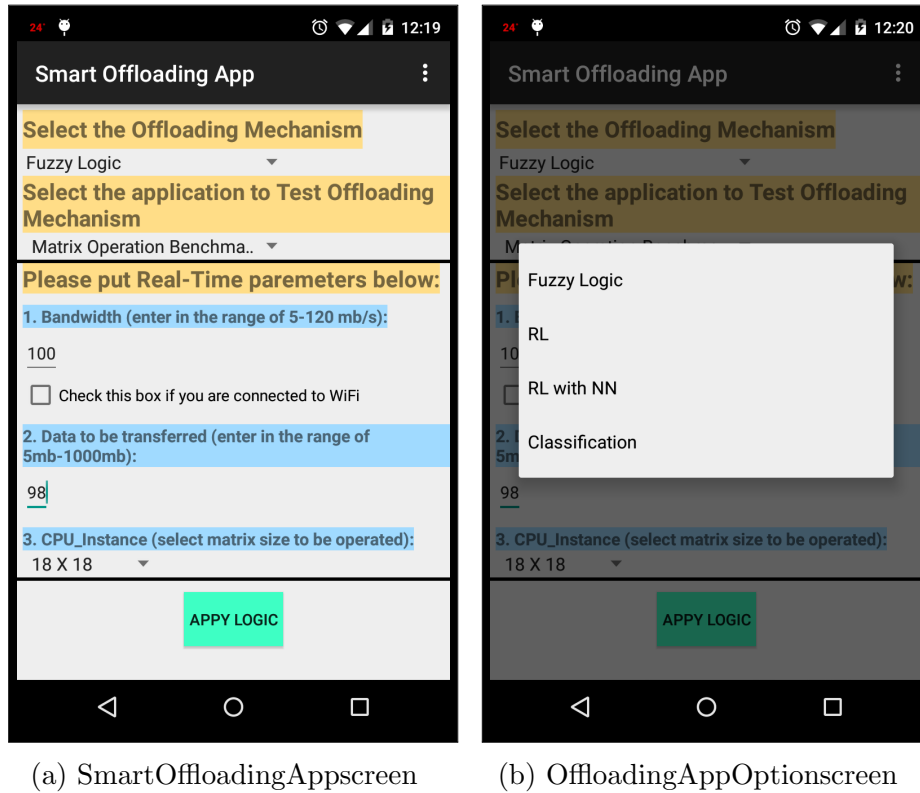 24°
12:19
Smart Offloading App
Select the Offloading Mechanism
Fuzzy Logic
Select the application to Test Offloading
Mechanism
Matrix Operation Benchma..
Please put Real-Time paremeters below:
1. Bandwidth (enter in the range of 5-120 mb/s):
100
Check this box if you are connected to WiFi
2. Data to be transferred (enter in the range of
5mb-1000mb):
98
3. CPU_Instance (select matrix size to be operated):
18 X 18
APPY LOGIC
(a) SmartOffloadingAppscreen
24°
12:20
Smart Offloading App
Select the Offloading Mechanism
Fuzzy Logic
Select the application to Test Offloading
Mechanism
Fuzzy Logic
RL
RL with NN
Classification
98
3. CPU_Instance (select matrix size to be operated):
18 X 18
APPY LOGIC
(b) OffloadingAppOptionscreen